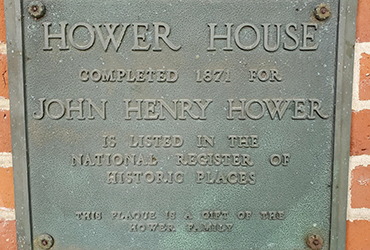 HOWER HOUSE
COMPLETED 1871 FOR
JOHN HENRY HOWER
IS LISTED IN THE
NATIONAL REGISTER OF
HISTORIC PLACES
THIS PLAQUE IS A GIFT OF THE
HOWER FAMILY